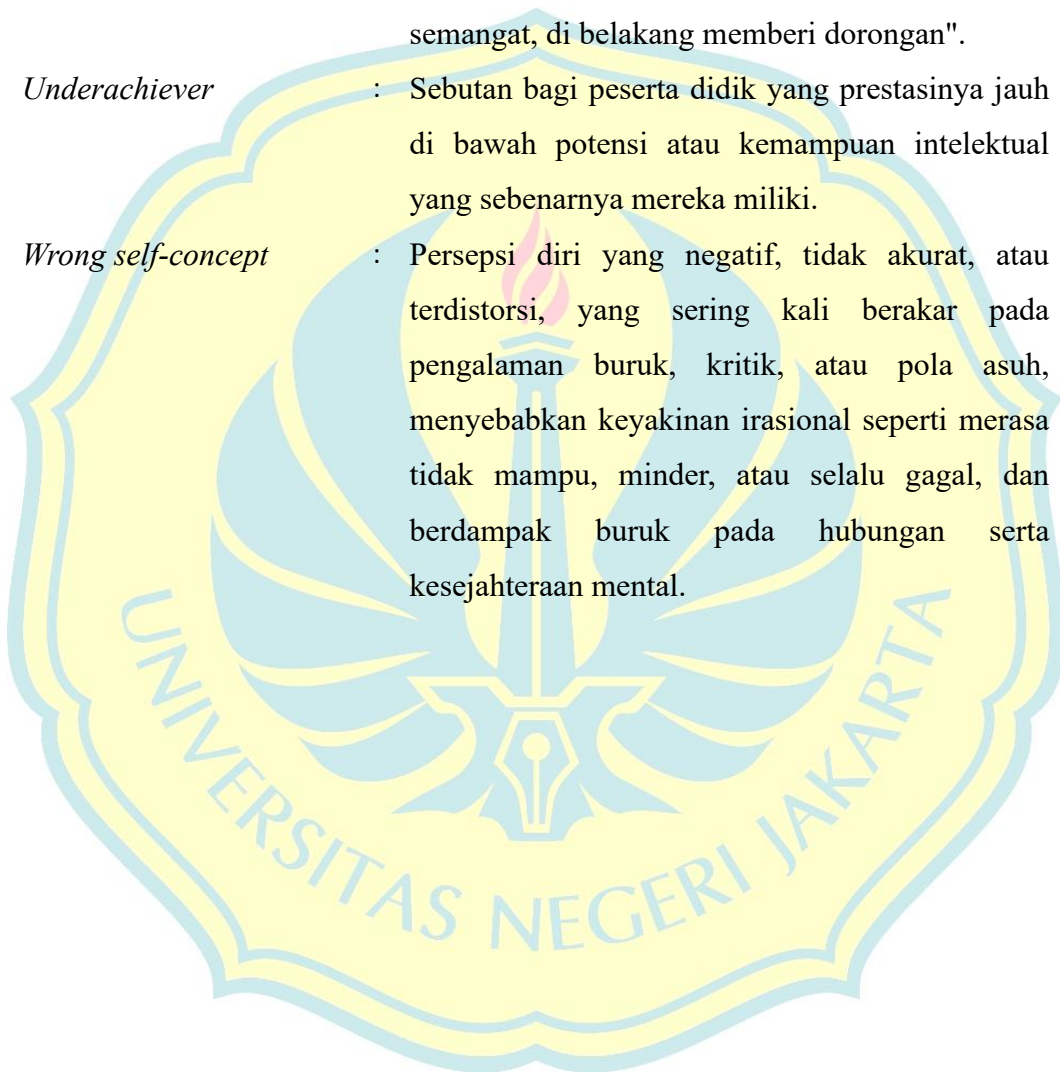 semangat, di belakang memberi dorongan".
Underachiever : Sebutan bagi peserta didik yang prestasinya jauh
di bawah potensi atau kemampuan intelektual
yang sebenarnya mereka miliki.
Wrong self-concept : Persepsi diri yang negatif, tidak akurat, atau
terdistorsi, yang sering kali berakar pada
pengalaman buruk, kritik, atau pola asuh,
menyebabkan keyakinan irasional seperti merasa
tidak mampu, minder, atau selalu gagal, dan
berdampak buruk pada hubungan serta
kesejahteraan mental.
UNIVERSITAS NEGERI JAKARTA